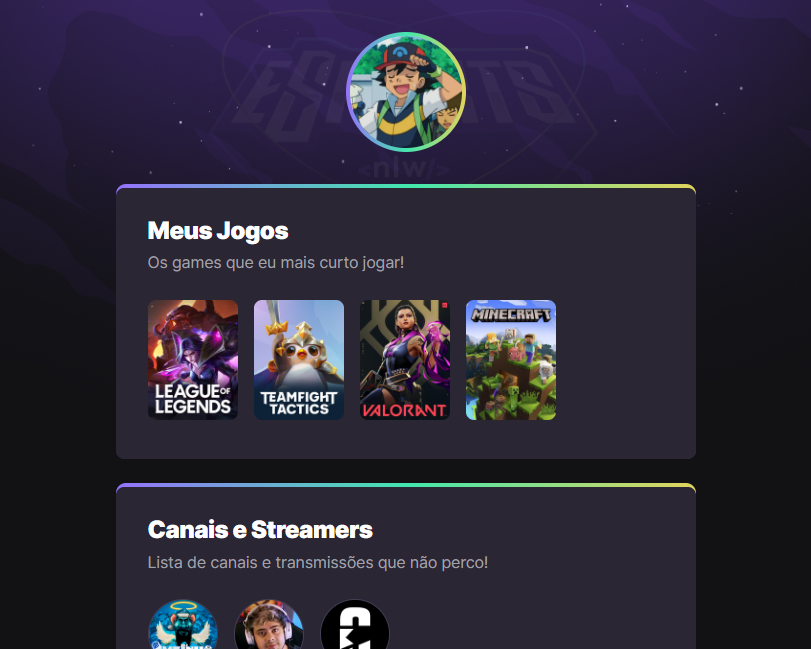 ESPORTS
<nlw/>
Meus Jogos
Os games que eu mais curto jogar!
LEAGUE OF
LEGENDS
TEAMFIGHT
TACTICS
VALORANT
MINECRAFT
Canais e Streamers
Lista de canais e transmissões que não perco!